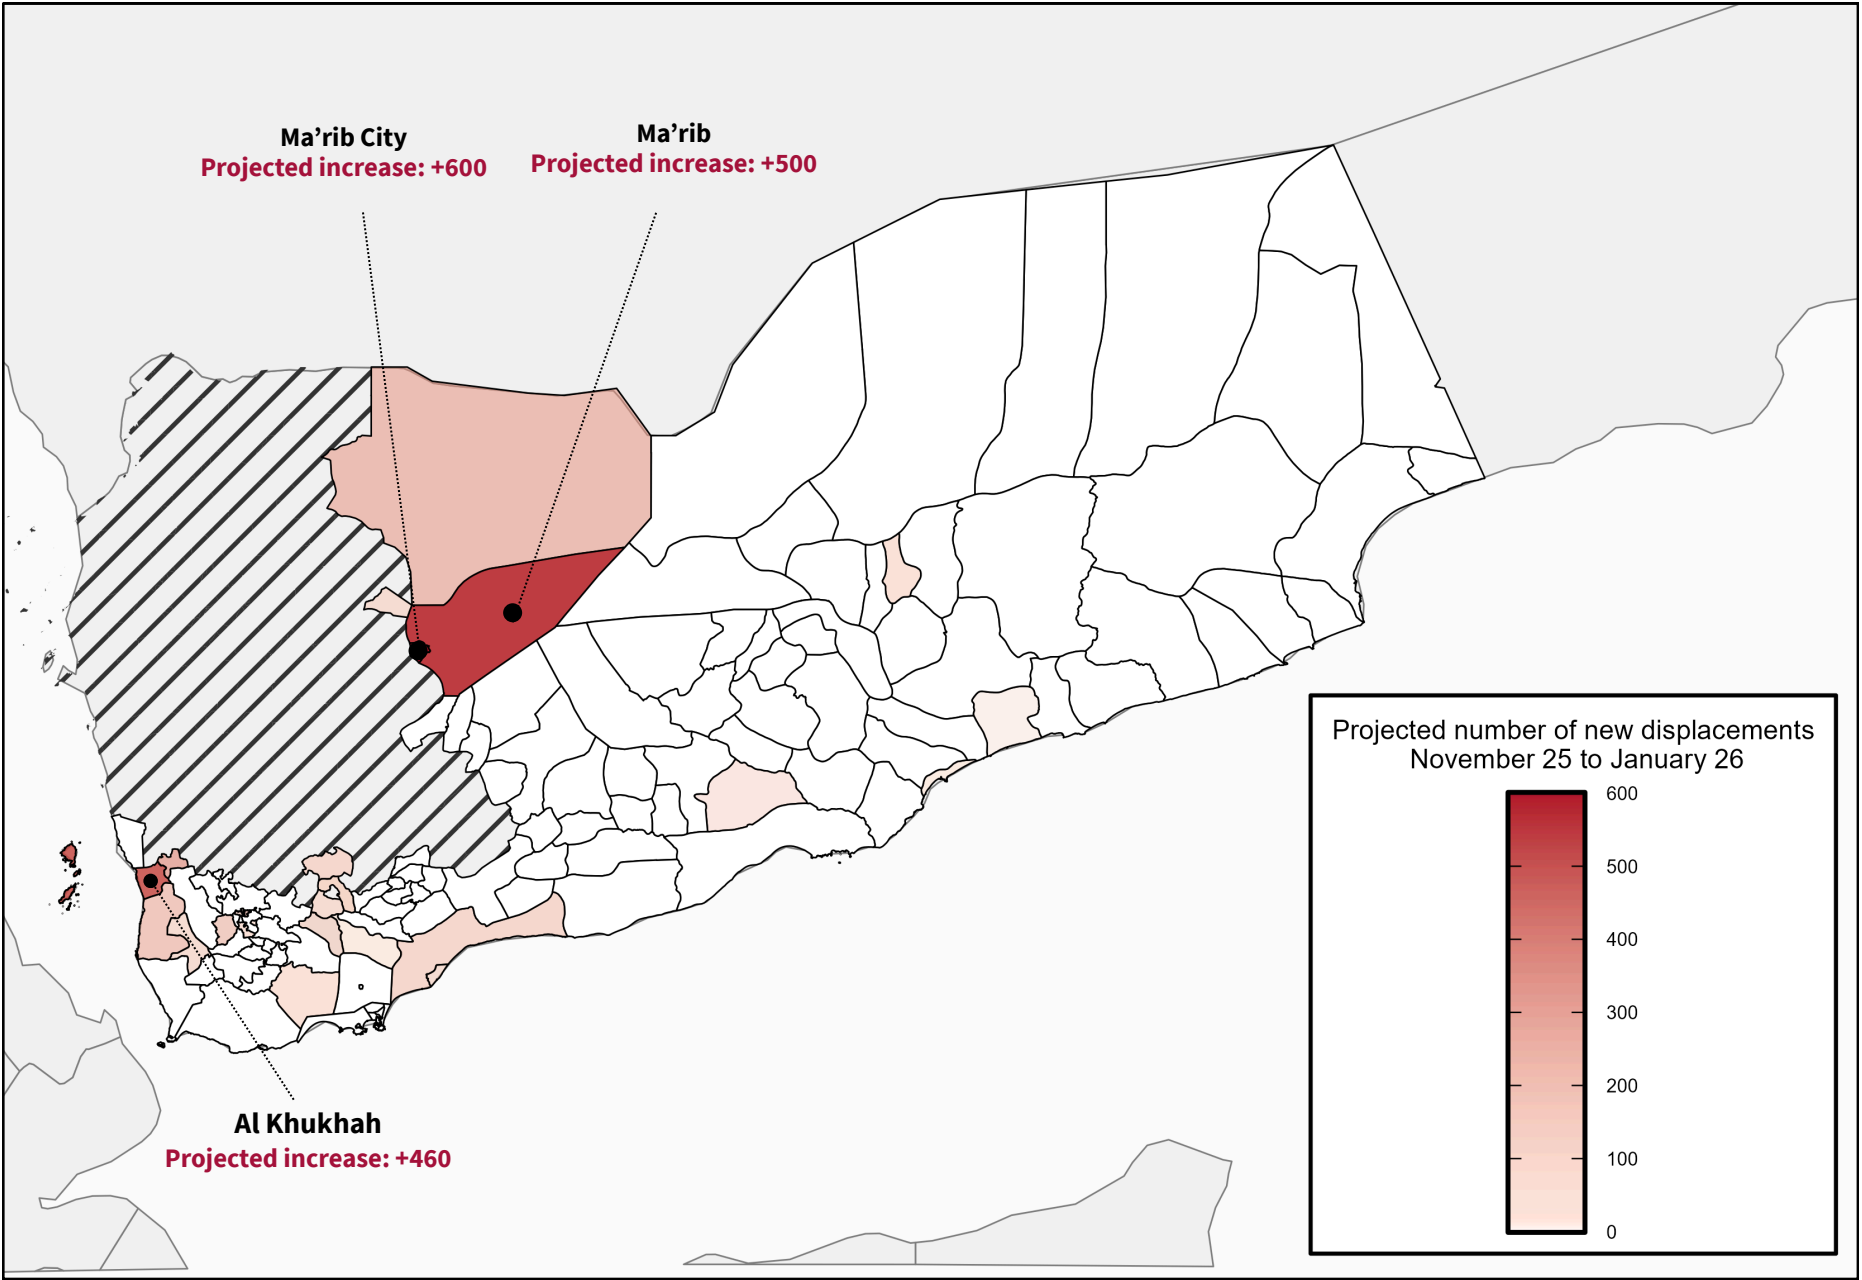 Ma’rib City
Projected increase: +600
Ma’rib
Projected increase: +500
Al Khukhah
Projected increase: +460
Projected number of new displacements
November 25 to January 26
600
500
400
300
200
100
0